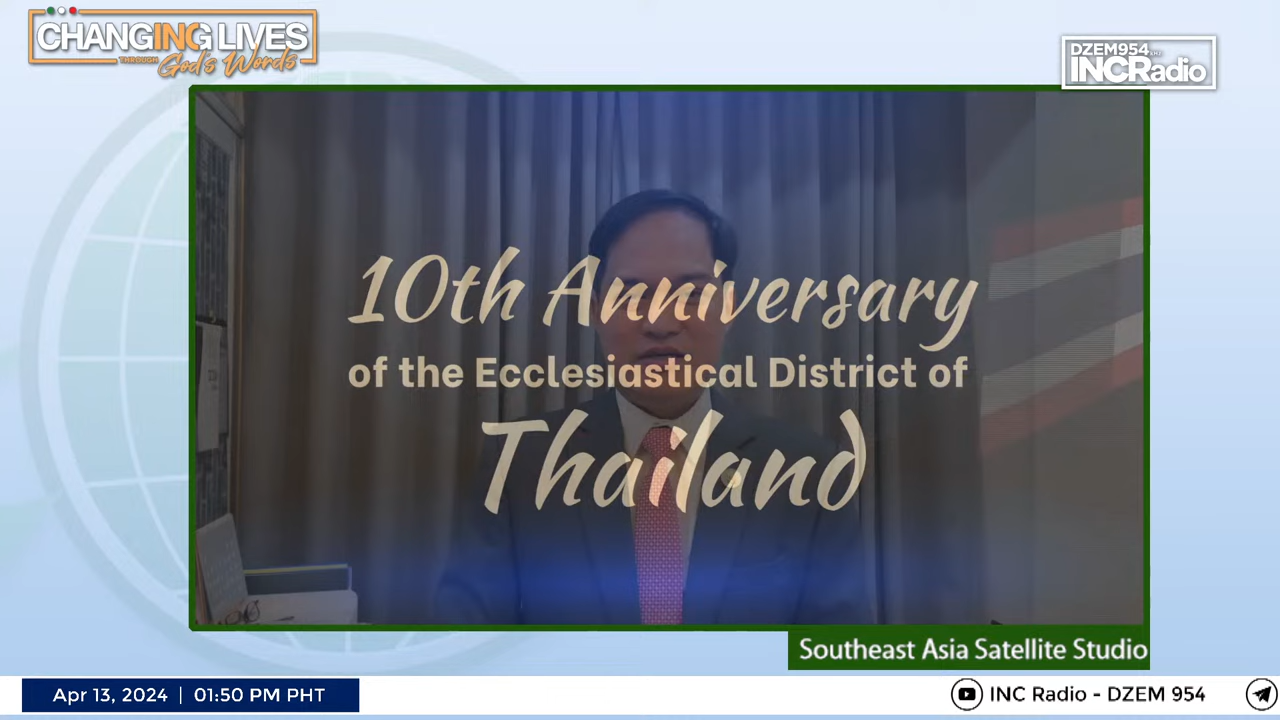 CHANGING LIVES
THROUGH God's Words
DZEM954
INCRadio
10th Anniversary
of the Ecclesiastical District of
Thailand
Southeast Asia Satellite Studio
Apr 13, 2024 | 01:50 PM PHT
INC Radio - DZEM 954